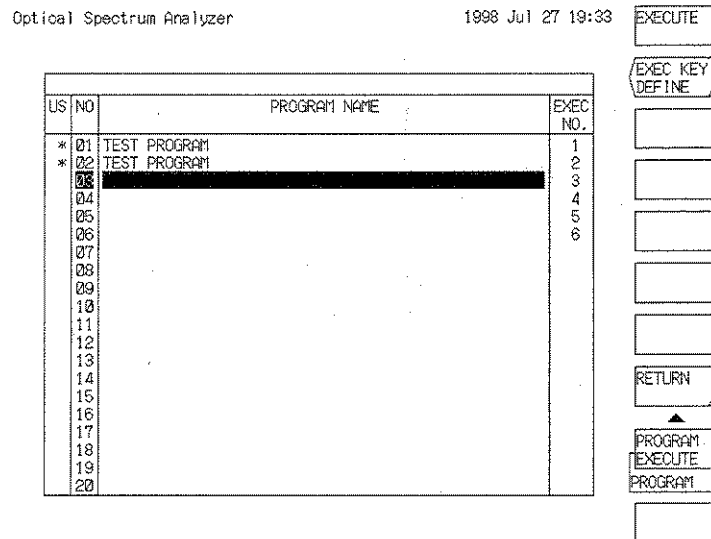 Optical Spectrum Analyzer 1998 Jul 27 19:33
US NO PROGRAM NAME EXEC NO.
* 01 TEST PROGRAM 1
* 02 TEST PROGRAM 2
03 3
04 4
05 5
06 6
07
08
09
10
11
12
13
14
15
16
17
18
19
20
EXECUTE
EXEC KEY
DEFINE
RETURN
PROGRAM
EXECUTE
PROGRAM